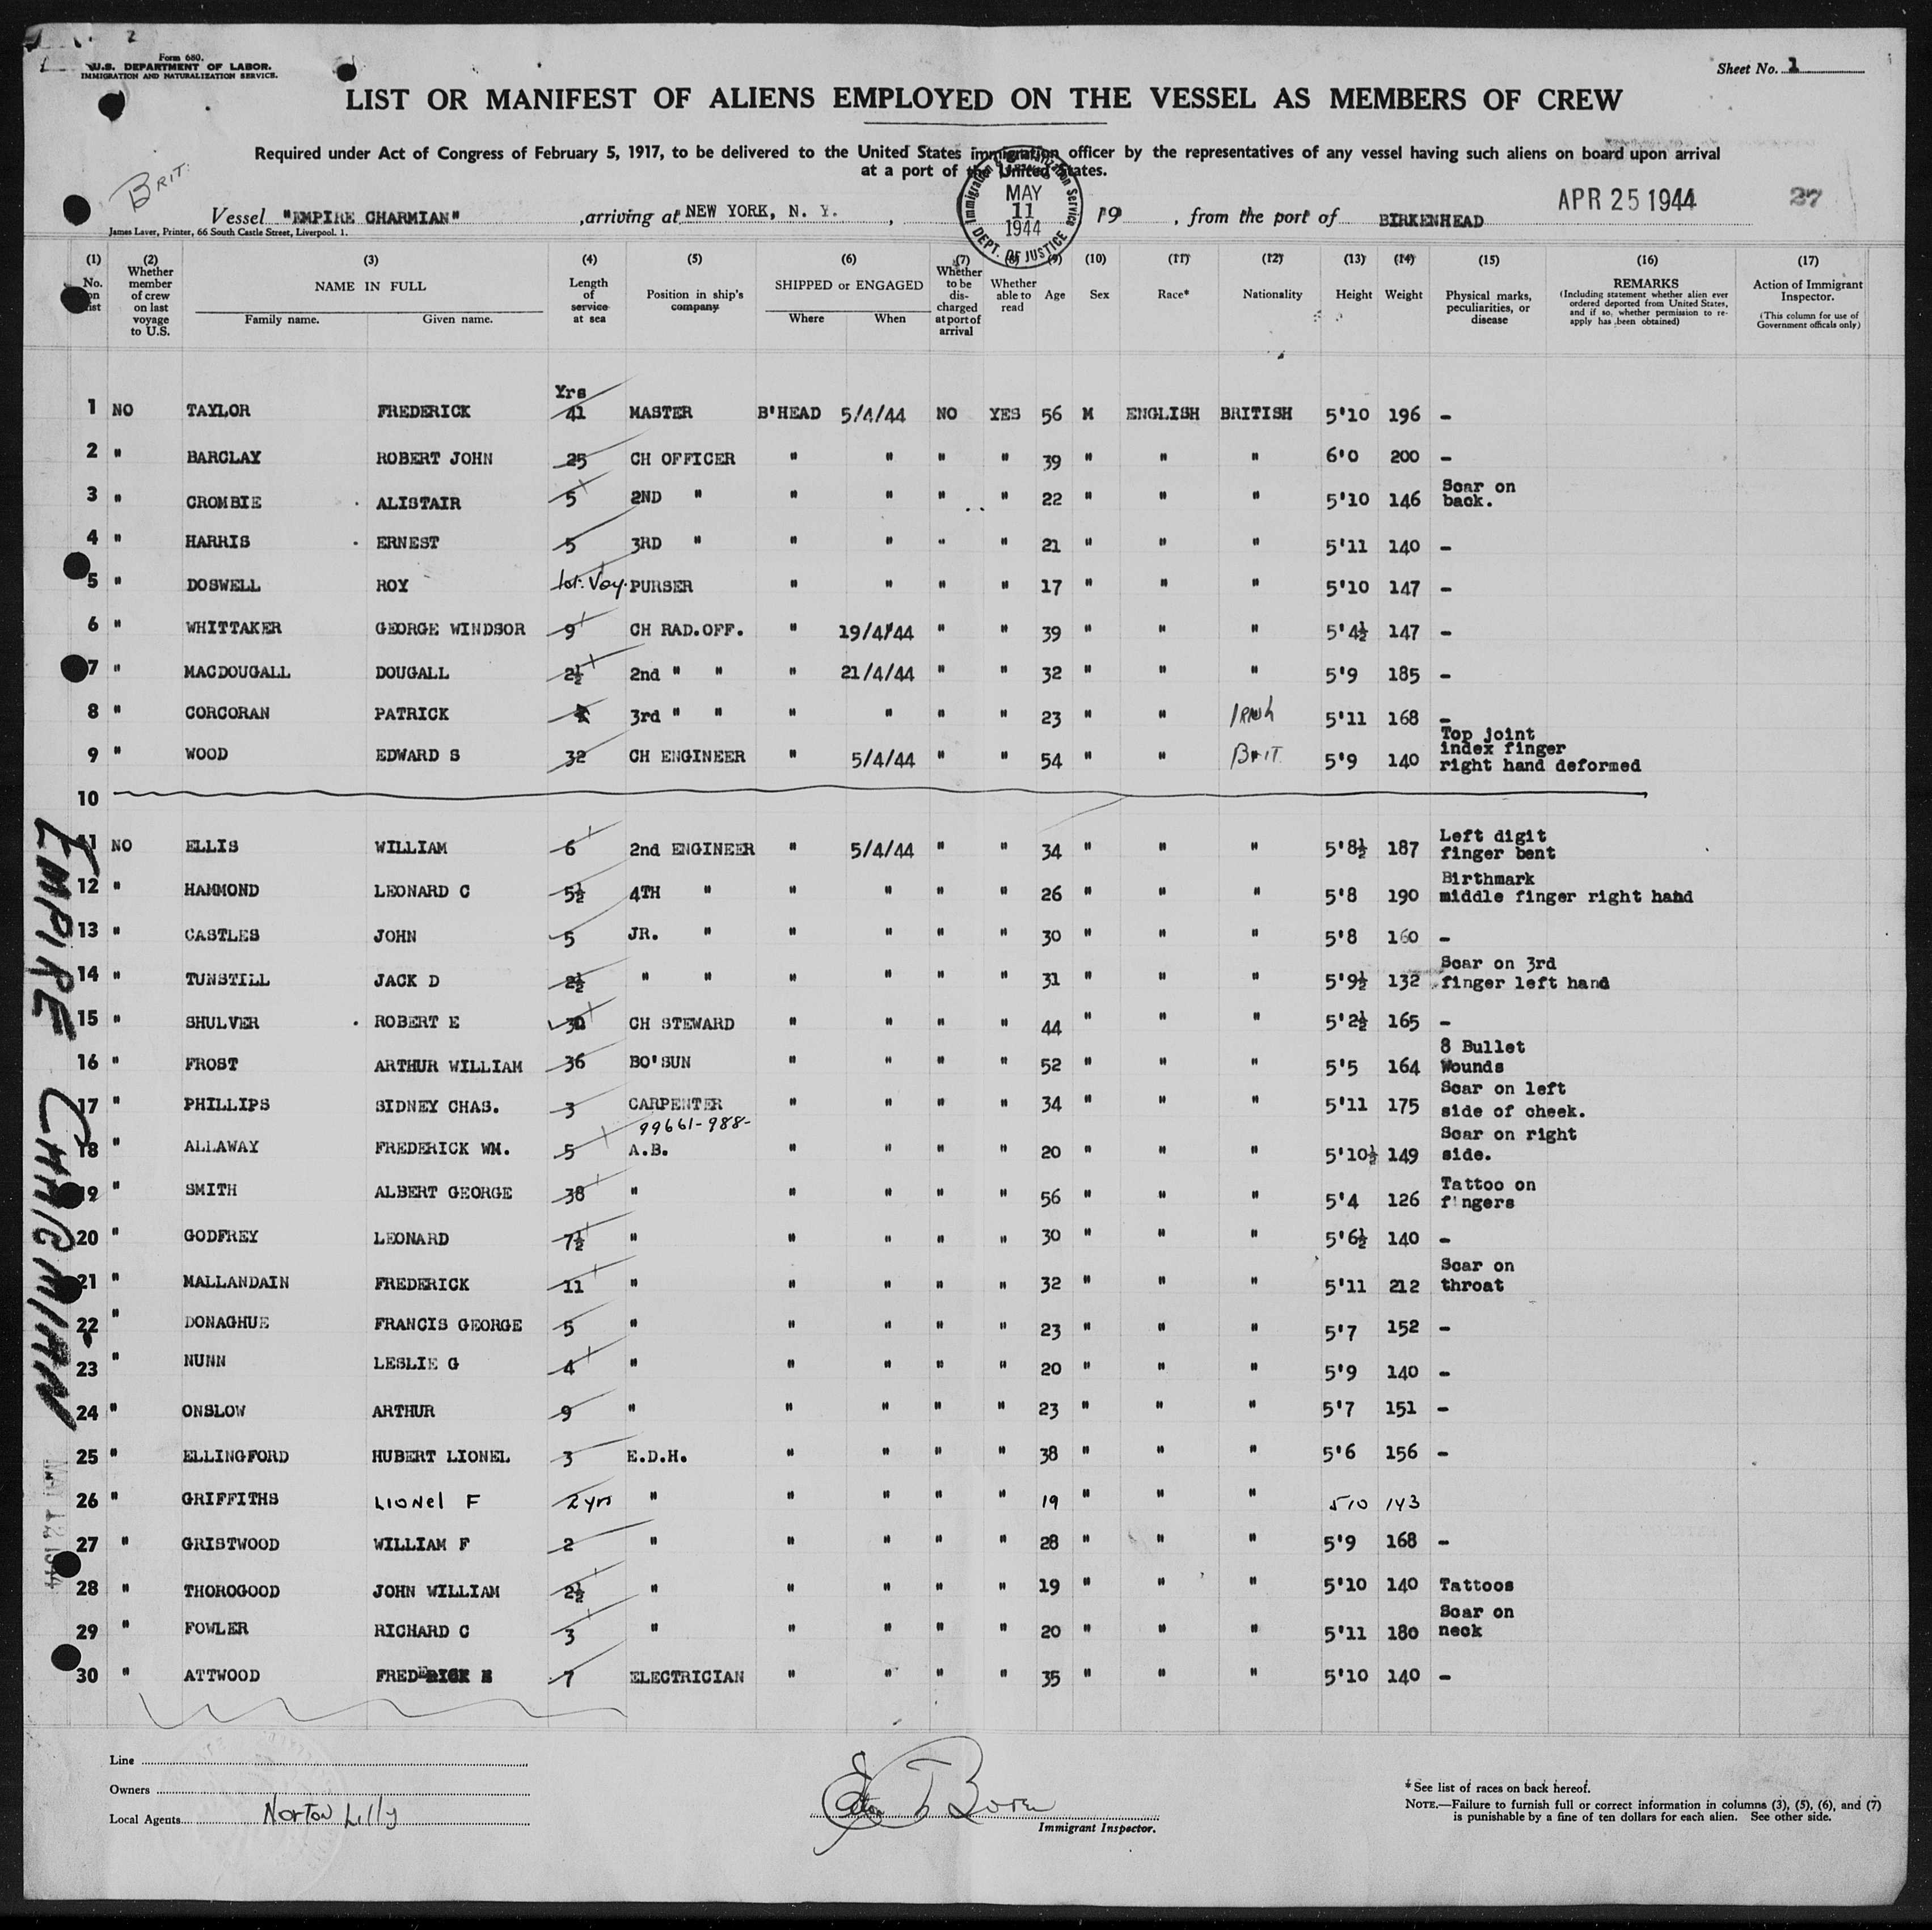 Form 680.
U.S. DEPARTMENT OF LABOR.
IMMIGRATION AND NATURALIZATION SERVICE.
Sheet No. 1
LIST OR MANIFEST OF ALIENS EMPLOYED ON THE VESSEL AS MEMBERS OF CREW
Required under Act of Congress of February 5, 1917, to be delivered to the United States immigration officer by the representatives of any vessel having such aliens on board upon arrival
at a port of the United States.
BRIT.
Immigration Naturalization Service MAY 11 1944 DEPT. OF JUSTICE
Vessel "EMPIRE CHARMIAN" , arriving at NEW YORK, N. Y. , 19 , from the port of BIRKENHEAD APR 25 1944 27
James Laver, Printer, 66 South Castle Street, Liverpool. 1.
(1) (2) (3) (4) (5) (6) (7) (8) (9) (10) (11) (12) (13) (14) (15) (16) (17)
No. on list
Whether member of crew on last voyage to U.S.
NAME IN FULL
Family name. Given name.
Length of service at sea
Position in ship's company
SHIPPED or ENGAGED
Where When
Whether to be discharged at port of arrival
Whether able to read
Age Sex Race* Nationality Height Weight
Physical marks, peculiarities, or disease
REMARKS
(Including statement whether alien ever ordered deported from United States, and if so, whether permission to re-apply has been obtained)
Action of Immigrant Inspector.
(This column for use of Government officals only)
Yrs
1 NO TAYLOR FREDERICK 41 MASTER B'HEAD 5/4/44 NO YES 56 M ENGLISH BRITISH 5'10 196 -
2 " BARCLAY ROBERT JOHN 25 CH OFFICER " " " " 39 " " " 6'0 200 -
3 " CROMBIE ALISTAIR 5 2ND " " " " " 22 " " " 5'10 146 Scar on back.
4 " HARRIS ERNEST 5 3RD " " " " " 21 " " " 5'11 140 -
5 " DOSWELL ROY 1st. Voy. PURSER " " " " 17 " " " 5'10 147 -
6 " WHITTAKER GEORGE WINDSOR 9 CH RAD.OFF. " 19/4/44 " " 39 " " " 5'4½ 147 -
7 " MACDOUGALL DOUGALL 2½ 2nd " " " 21/4/44 " " 32 " " " 5'9 185 -
8 " CORCORAN PATRICK 3rd " " " " " " 23 " " Irish 5'11 168 -
9 " WOOD EDWARD S 32 CH ENGINEER " 5/4/44 " " 54 " " BRIT. 5'9 140 Top joint index finger right hand deformed
10
11 NO ELLIS WILLIAM 6 2nd ENGINEER " 5/4/44 " " 34 " " " 5'8½ 187 Left digit finger bent
12 " HAMMOND LEONARD C 5½ 4TH " " " " " 26 " " " 5'8 190 Birthmark middle finger right hand
13 " CASTLES JOHN 5 JR. " " " " " 30 " " " 5'8 160 -
14 " TUNSTILL JACK D 2½ " " " " " " 31 " " " 5'9½ 132 Scar on 3rd finger left hand
15 " SHULVER ROBERT E 30 CH STEWARD " " " " 44 " " " 5'2½ 165 -
16 " FROST ARTHUR WILLIAM 36 BO'SUN " " " " 52 " " " 5'5 164 8 Bullet Wounds
17 " PHILLIPS SIDNEY CHAS. 3 CARPENTER " " " " 34 " " " 5'11 175 Scar on left side of cheek.
99661-988-
18 " ALLAWAY FREDERICK WM. 5 A.B. " " " " 20 " " " 5'10½ 149 Scar on right side.
19 " SMITH ALBERT GEORGE 38 " " " " " 56 " " " 5'4 126 Tattoo on fingers
20 " GODFREY LEONARD 7½ " " " " " 30 " " " 5'6½ 140 -
21 " MALLANDAIN FREDERICK 11 " " " " " 32 " " " 5'11 212 Scar on throat
22 " DONAGHUE FRANCIS GEORGE 5 " " " " " 23 " " " 5'7 152 -
23 " NUNN LESLIE G 4 " " " " " 20 " " " 5'9 140 -
24 " ONSLOW ARTHUR 9 " " " " " 23 " " " 5'7 151 -
25 " ELLINGFORD HUBERT LIONEL 3 E.D.H. " " " " 38 " " " 5'6 156 -
26 " GRIFFITHS Lionel F 2 yrs " " " " " 19 " " " 5 10 143
27 " GRISTWOOD WILLIAM F 2 " " " " " 28 " " " 5'9 168 -
28 " THOROGOOD JOHN WILLIAM 2½ " " " " " 19 " " " 5'10 140 Tattoos
29 " FOWLER RICHARD C 3 " " " " " 20 " " " 5'11 180 Scar on neck
30 " ATTWOOD FREDERICK 7 ELECTRICIAN " " " " 35 " " " 5'10 140 -
EMPIRE CHARMIAN
Line
Owners
Local Agents Norton Lilly
Immigrant Inspector.
*See list of races on back hereof.
NOTE.—Failure to furnish full or correct information in columns (3), (5), (6), and (7)
is punishable by a fine of ten dollars for each alien. See other side.